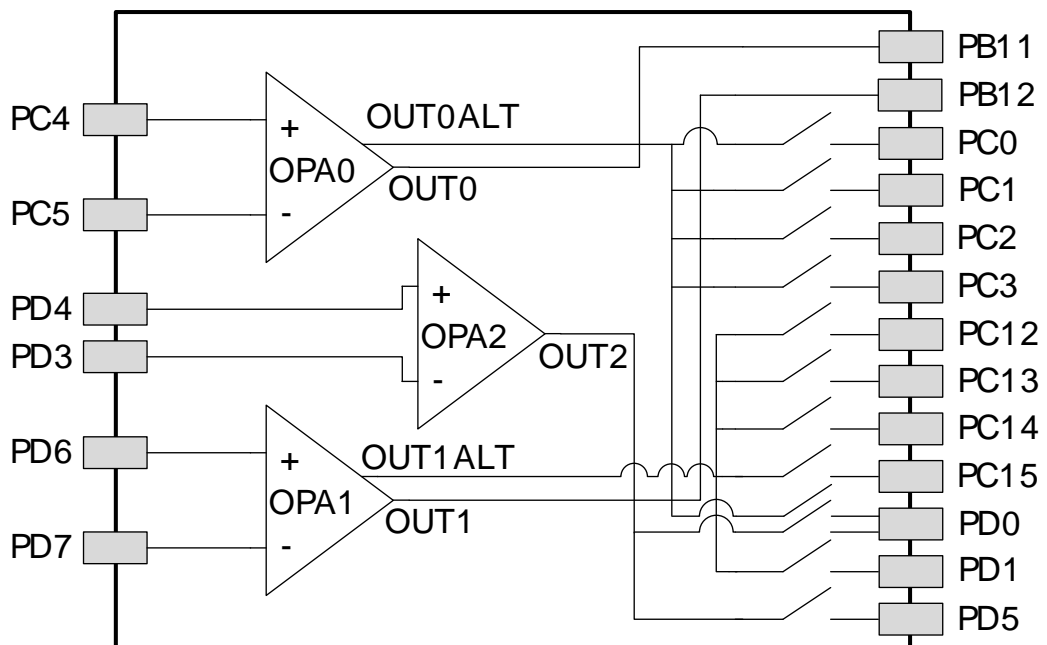 PB11
PB12
PC4
+
OUT0ALT
PC0
OPA0
OUT0
PC1
PC5
-
PC2
PC3
PD4
+
PC12
OPA2
OUT2
PD3
-
PC13
PC14
PD6
+
OUT1ALT
PC15
OPA1
OUT1
PD0
PD7
-
PD1
PD5